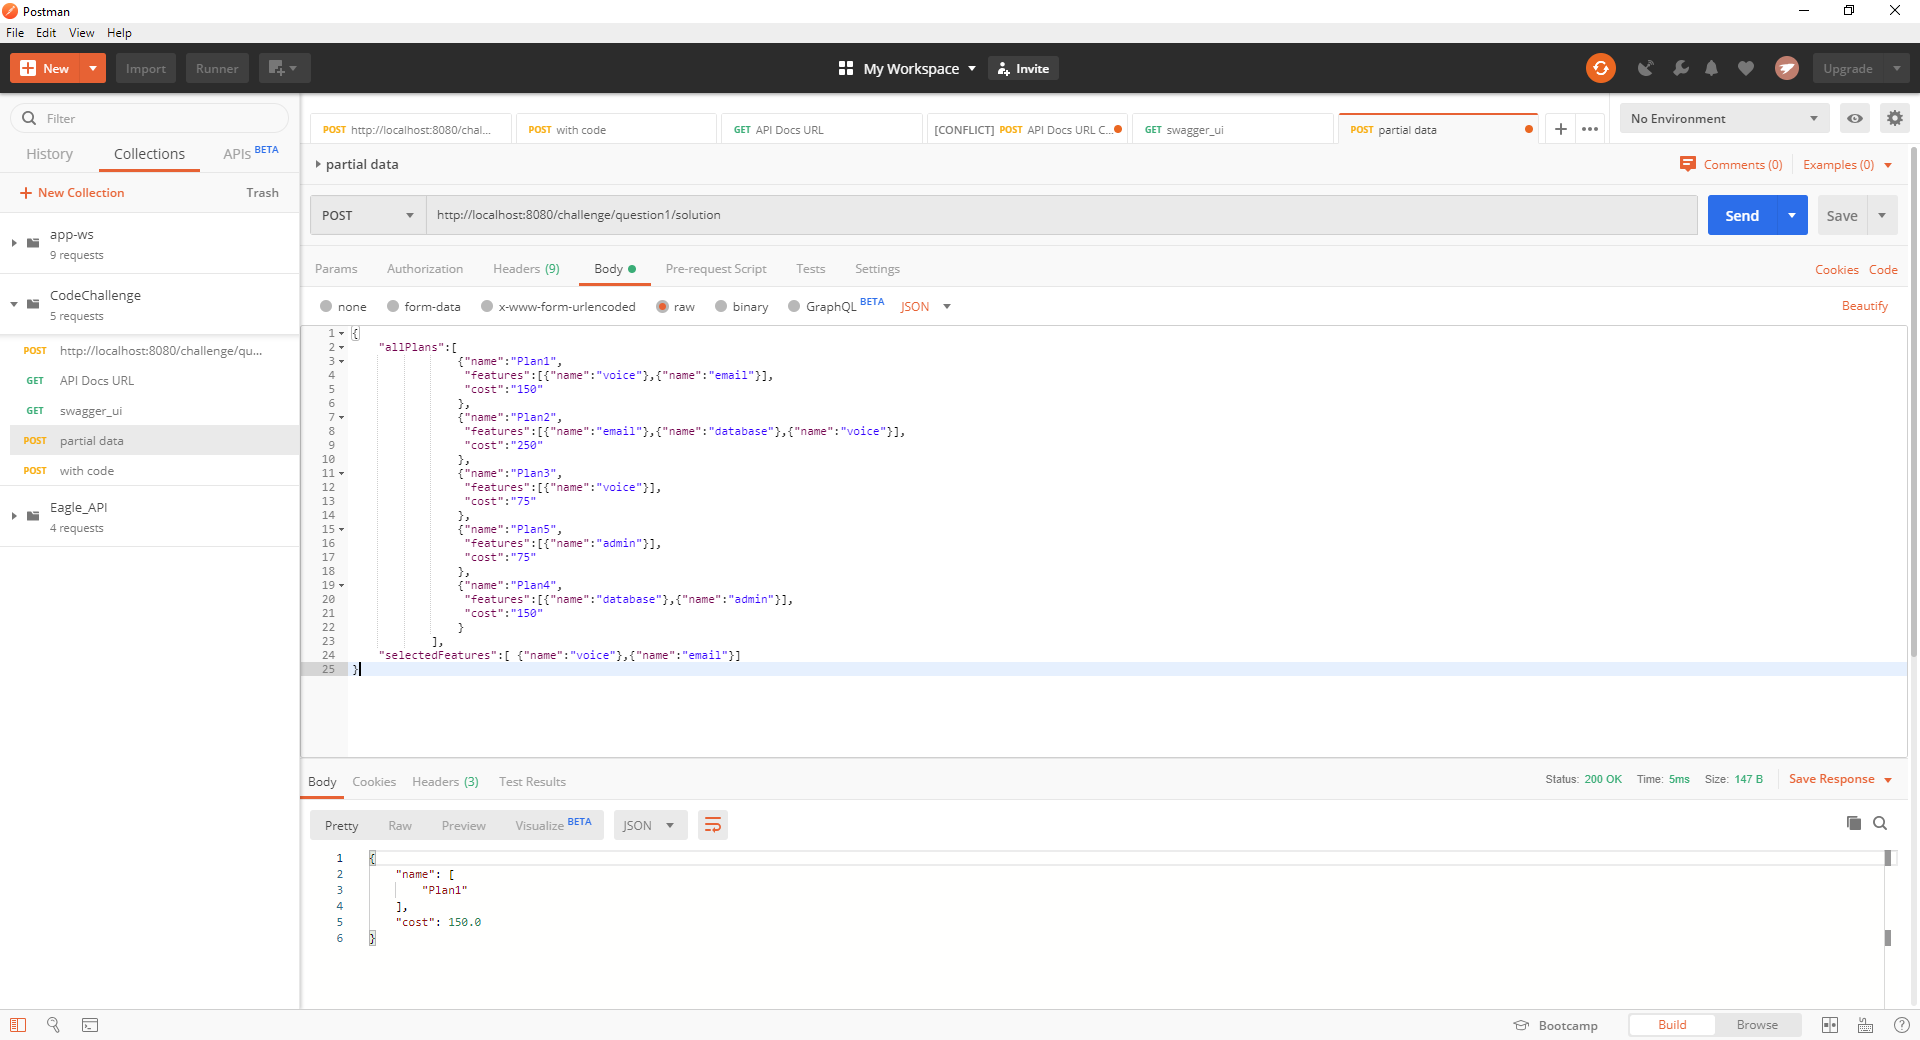 Postman
File Edit View Help
New Import Runner My Workspace Invite Upgrade
Filter
History Collections APIs BETA
New Collection Trash
app-ws
9 requests
CodeChallenge
5 requests
POST http://localhost:8080/challenge/qu...
GET API Docs URL
GET swagger_ui
POST partial data
POST with code
Eagle_API
4 requests
POST http://localhost:8080/chal... POST with code GET API Docs URL [CONFLICT] POST API Docs URL C... GET swagger_ui POST partial data No Environment
partial data Comments (0) Examples (0)
POST http://localhost:8080/challenge/question1/solution Send Save
Params Authorization Headers (9) Body Pre-request Script Tests Settings Cookies Code
none form-data x-www-form-urlencoded raw binary GraphQL BETA JSON Beautify
1 {
2 "allPlans":[
3 {"name":"Plan1",
4 "features":[{"name":"voice"},{"name":"email"}],
5 "cost":"150"
6 },
7 {"name":"Plan2",
8 "features":[{"name":"email"},{"name":"database"},{"name":"voice"}],
9 "cost":"250"
10 },
11 {"name":"Plan3",
12 "features":[{"name":"voice"}],
13 "cost":"75"
14 },
15 {"name":"Plan5",
16 "features":[{"name":"admin"}],
17 "cost":"75"
18 },
19 {"name":"Plan4",
20 "features":[{"name":"database"},{"name":"admin"}],
21 "cost":"150"
22 }
23 ],
24 "selectedFeatures":[ {"name":"voice"},{"name":"email"}]
25 }
Body Cookies Headers (3) Test Results Status: 200 OK Time: 5ms Size: 147 B Save Response
Pretty Raw Preview Visualize BETA JSON
1 {
2 "name": [
3 "Plan1"
4 ],
5 "cost": 150.0
6 }
Bootcamp Build Browse